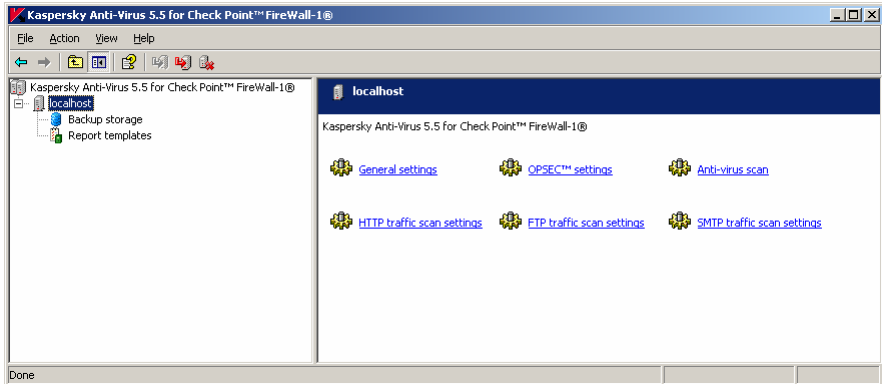 Kaspersky Anti-Virus 5.5 for Check Point™ FireWall-1®
File Action View Help
Kaspersky Anti-Virus 5.5 for Check Point™ FireWall-1®
localhost
Backup storage
Report templates
localhost
Kaspersky Anti-Virus 5.5 for Check Point™ FireWall-1®
General settings OPSEC™ settings Anti-virus scan
HTTP traffic scan settings FTP traffic scan settings SMTP traffic scan settings
Done